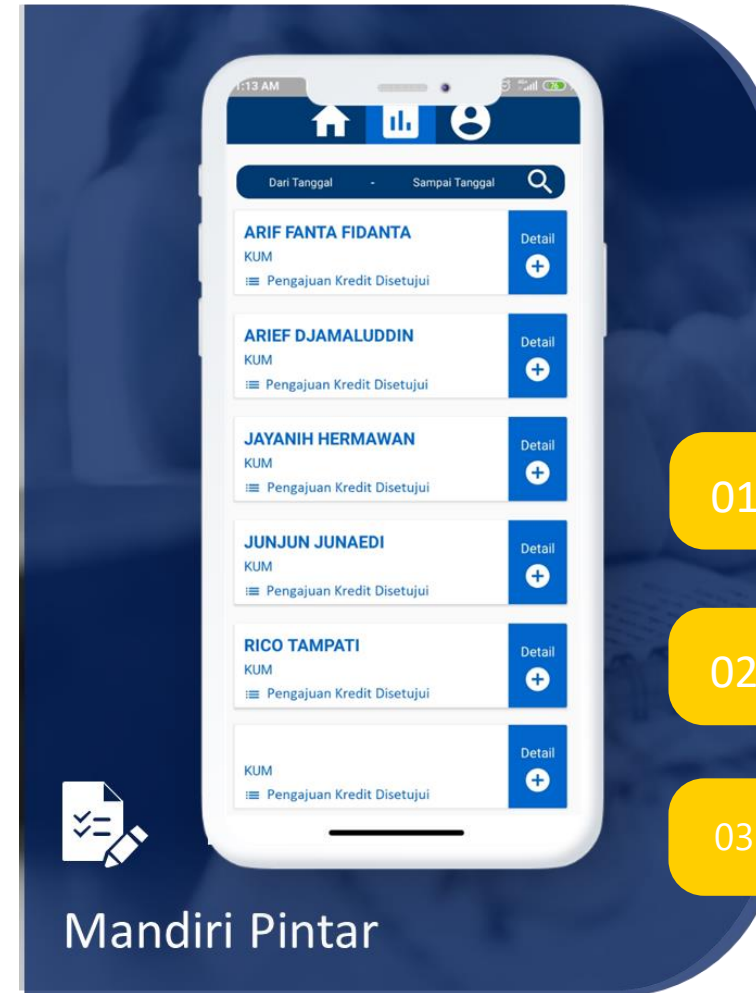 1:13 AM
76
Dari Tanggal - Sampai Tanggal
ARIF FANTA FIDANTA
KUM
Pengajuan Kredit Disetujui
Detail
ARIEF DJAMALUDDIN
KUM
Pengajuan Kredit Disetujui
Detail
JAYANIH HERMAWAN
KUM
Pengajuan Kredit Disetujui
Detail
JUNJUN JUNAEDI
KUM
Pengajuan Kredit Disetujui
Detail
RICO TAMPATI
KUM
Pengajuan Kredit Disetujui
Detail
KUM
Pengajuan Kredit Disetujui
Detail
01
02
03
Mandiri Pintar